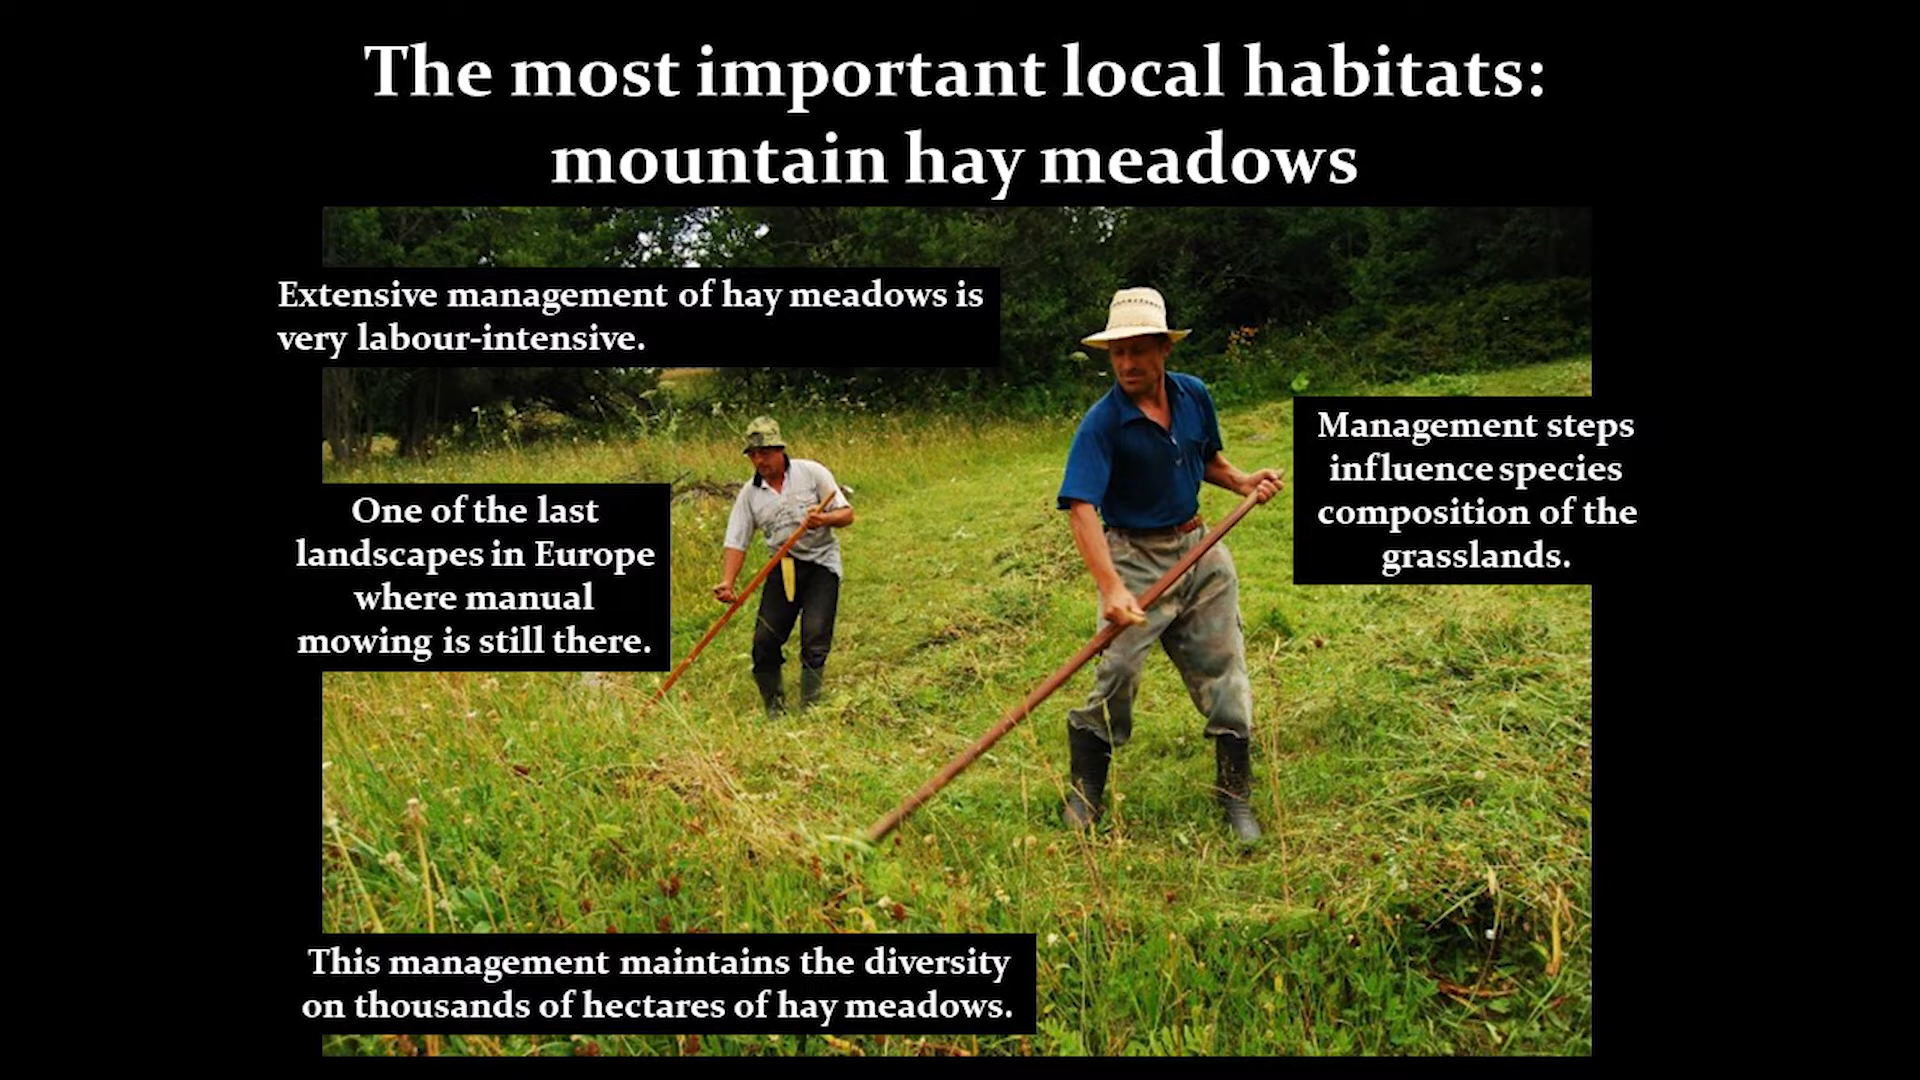 The most important local habitats:
mountain hay meadows
Extensive management of hay meadows is
very labour-intensive.
One of the last
landscapes in Europe
where manual
mowing is still there.
Management steps
influence species
composition of the
grasslands.
This management maintains the diversity
on thousands of hectares of hay meadows.